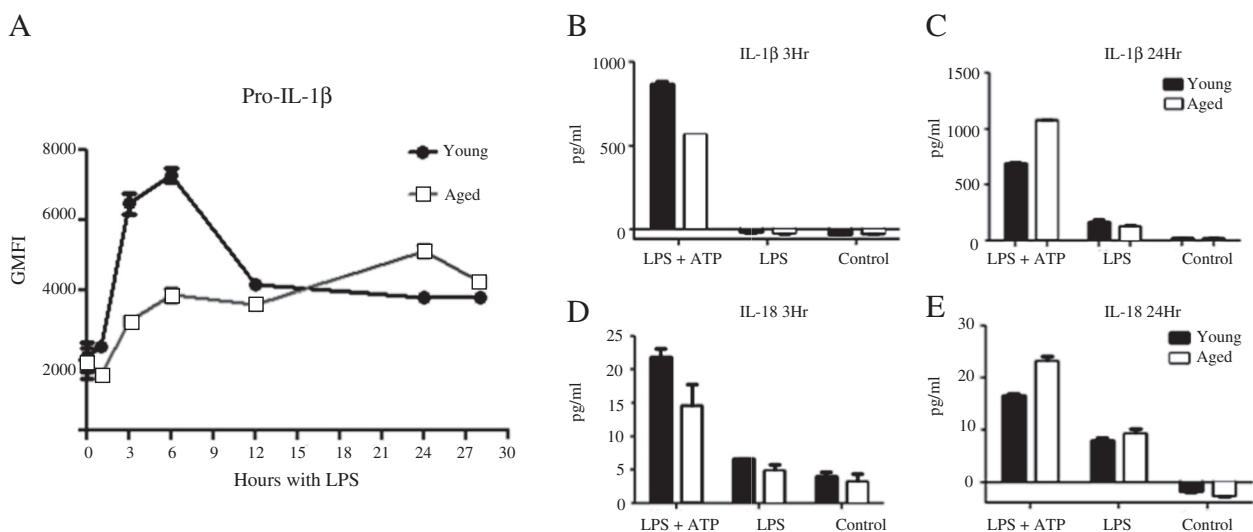 A
Pro-IL-1β
Young
Aged
GMFI
8000
6000
4000
2000
0 3 6 9 12 15 18 21 24 27 30
Hours with LPS
B
IL-1β 3Hr
pg/ml
1000
500
0
LPS + ATP LPS Control
C
IL-1β 24Hr
Young
Aged
pg/ml
1500
1000
500
0
LPS + ATP LPS Control
D
IL-18 3Hr
pg/ml
25
20
15
10
5
0
LPS + ATP LPS Control
E
IL-18 24Hr
Young
Aged
pg/ml
30
20
10
0
LPS + ATP LPS Control